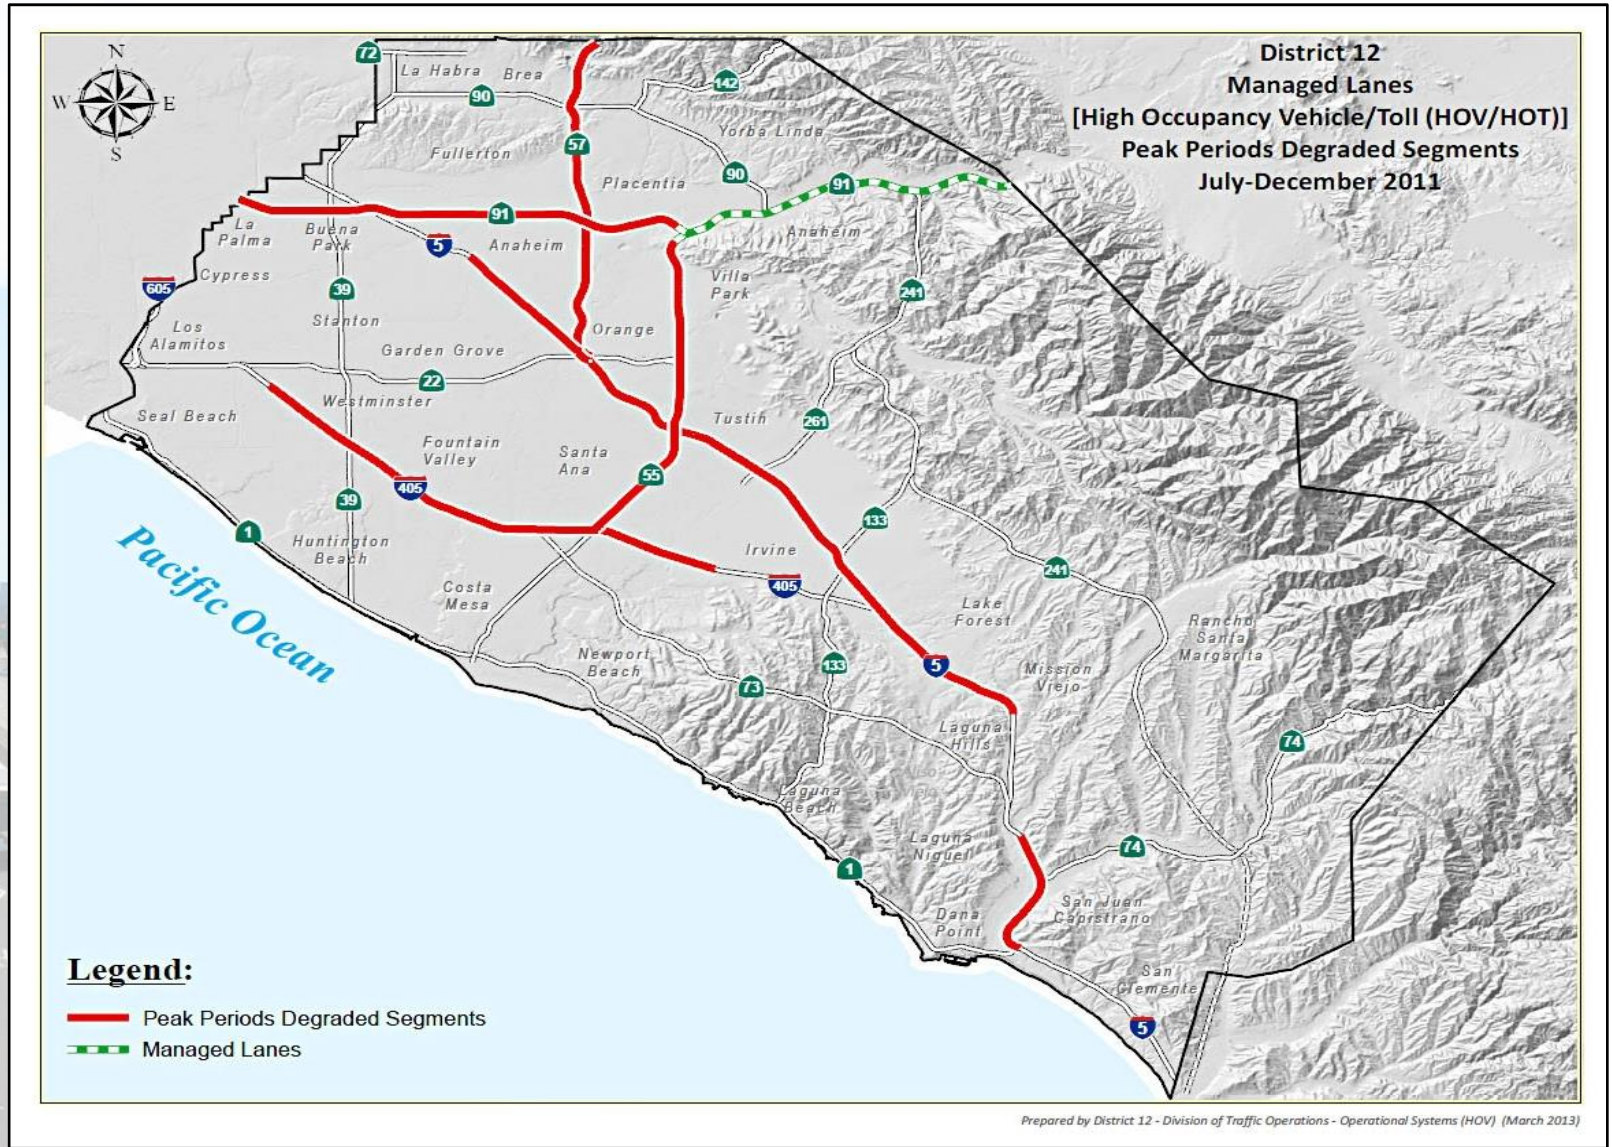 District 12
Managed Lanes
[High Occupancy Vehicle/Toll (HOV/HOT)]
Peak Periods Degraded Segments
July-December 2011
N
W
E
S
72
La Habra
Brea
142
90
Yorba Linda
57
Fullerton
90
Placentia
91
91
La
Palma
Buena
Park
5
Anaheim
Anaheim
Cypress
Villa
Park
605
39
241
Los
Alamitos
Stanton
Orange
Garden Grove
22
Westminster
Seal Beach
Tustin
261
Fountain
Valley
Santa
Ana
55
405
39
133
1
Huntington
Beach
Irvine
241
405
Costa
Mesa
Lake
Forest
Rancho
Santa
Margarita
Pacific Ocean
Newport
Beach
133
5
Mission
Viejo
73
Laguna
Hills
74
Laguna
Beach
Laguna
Niguel
74
1
Dana
Point
San Juan
Capistrano
San
Clemente
5
Legend:
Peak Periods Degraded Segments
Managed Lanes
Prepared by District 12 - Division of Traffic Operations - Operational Systems (HOV) (March 2013)